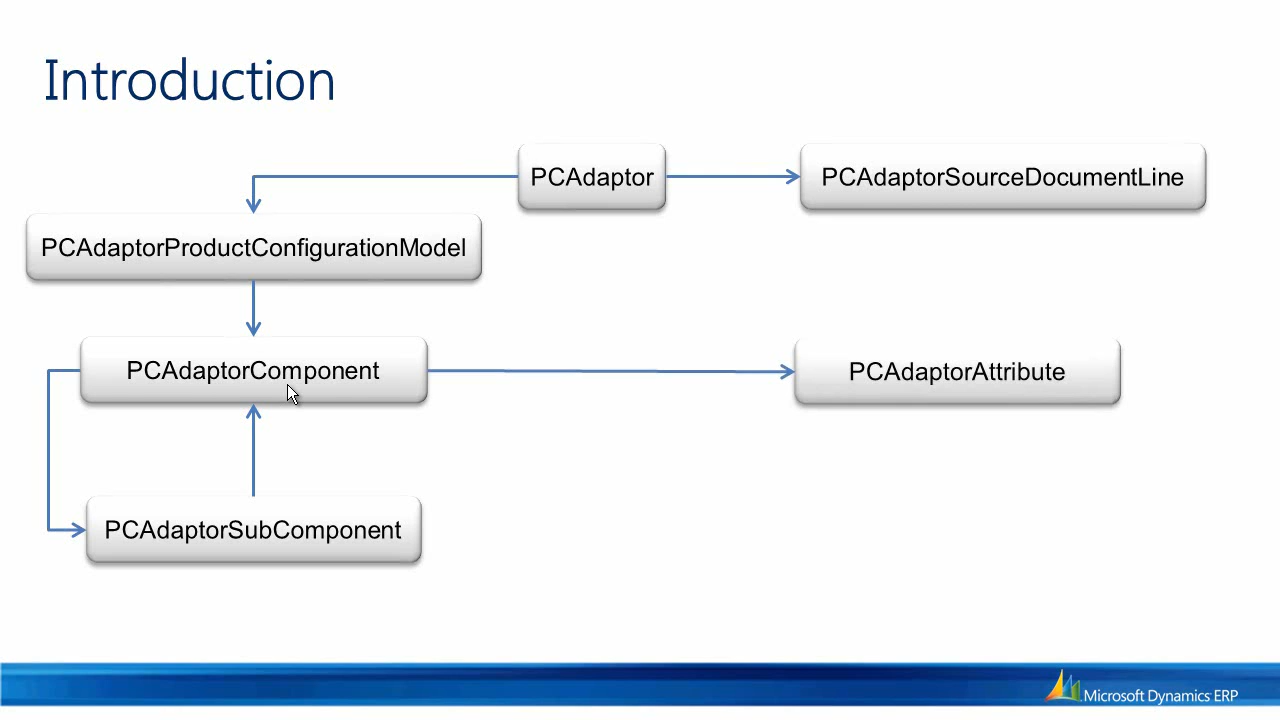 Introduction
PCAdaptor
PCAdaptorSourceDocumentLine
PCAdaptorProductConfigurationModel
PCAdaptorComponent
PCAdaptorAttribute
PCAdaptorSubComponent
Microsoft Dynamics ERP